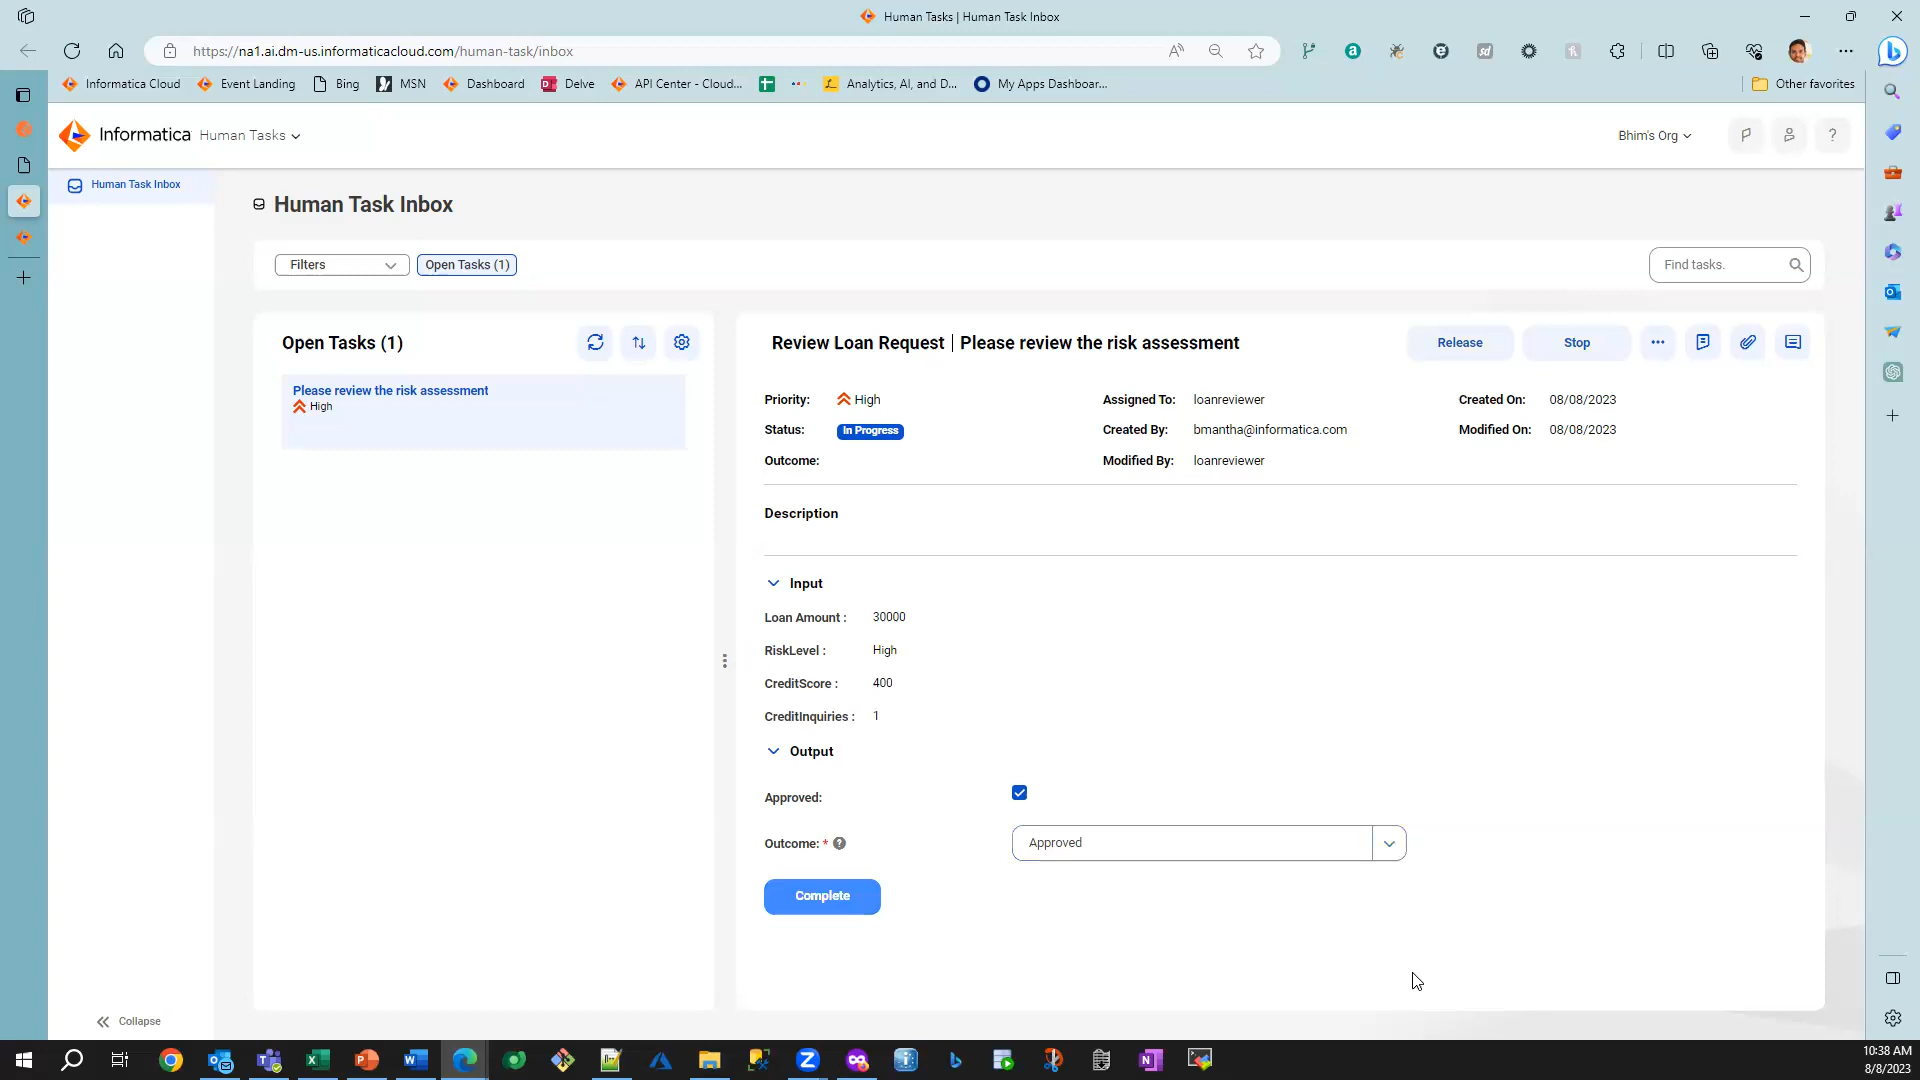 Human Tasks | Human Task Inbox
https://na1.ai.dm-us.informaticacloud.com/human-task/inbox
Informatica Cloud
Event Landing
Bing
MSN
Dashboard
Delve
API Center - Cloud...
Analytics, AI, and D...
My Apps Dashboar...
Other favorites
Informatica Human Tasks
Bhim's Org
Human Task Inbox
Human Task Inbox
Filters
Open Tasks (1)
Find tasks.
Open Tasks (1)
Please review the risk assessment
High
Review Loan Request | Please review the risk assessment
Release
Stop
Priority: High
Assigned To: loanreviewer
Created On: 08/08/2023
Status: In Progress
Created By: bmantha@informatica.com
Modified On: 08/08/2023
Outcome:
Modified By: loanreviewer
Description
Input
Loan Amount : 30000
RiskLevel : High
CreditScore : 400
CreditInquiries : 1
Output
Approved:
Outcome: *
Approved
Complete
Collapse
10:38 AM
8/8/2023